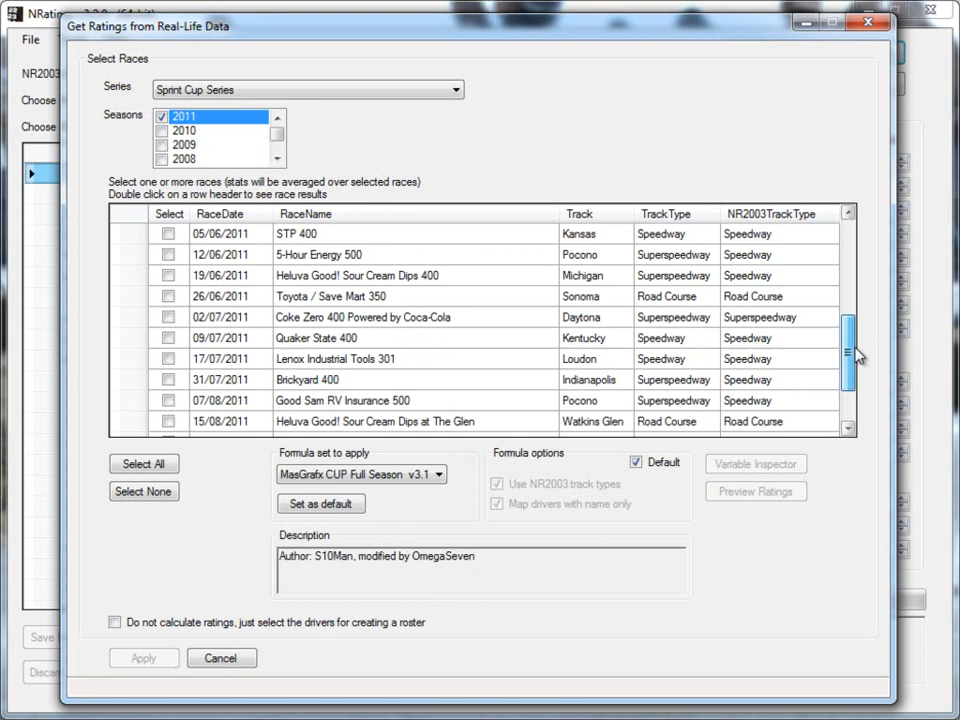 NRatin
Get Ratings from Real-Life Data
File
NR2003
Choose
Choose
Select Races
Series Sprint Cup Series
Seasons 2011
2010
2009
2008
Select one or more races (stats will be averaged over selected races)
Double click on a row header to see race results
Select RaceDate RaceName Track TrackType NR2003TrackType
05/06/2011 STP 400 Kansas Speedway Speedway
12/06/2011 5-Hour Energy 500 Pocono Superspeedway Speedway
19/06/2011 Heluva Good! Sour Cream Dips 400 Michigan Superspeedway Speedway
26/06/2011 Toyota / Save Mart 350 Sonoma Road Course Road Course
02/07/2011 Coke Zero 400 Powered by Coca-Cola Daytona Superspeedway Superspeedway
09/07/2011 Quaker State 400 Kentucky Speedway Speedway
17/07/2011 Lenox Industrial Tools 301 Loudon Speedway Speedway
31/07/2011 Brickyard 400 Indianapolis Superspeedway Speedway
07/08/2011 Good Sam RV Insurance 500 Pocono Superspeedway Speedway
15/08/2011 Heluva Good! Sour Cream Dips at The Glen Watkins Glen Road Course Road Course
Select All
Select None
Formula set to apply
MasGrafx CUP Full Season v3.1
Set as default
Formula options
Default
Use NR2003 track types
Map drivers with name only
Variable Inspector
Preview Ratings
Description
Author: S10Man, modified by OmegaSeven
Do not calculate ratings, just select the drivers for creating a roster
Apply Cancel
Save
Discar